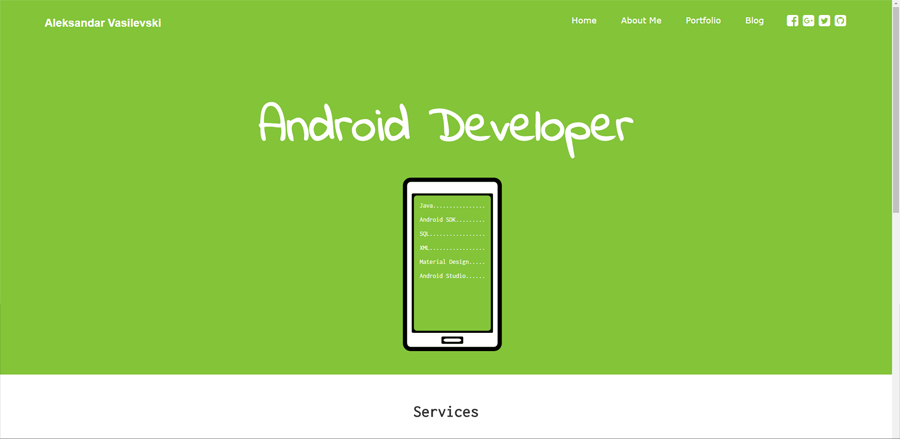 Aleksandar Vasilevski
Home About Me Portfolio Blog
Android Developer
Java................
Android SDK.........
SQL.................
XML.................
Material Design.....
Android Studio......
Services